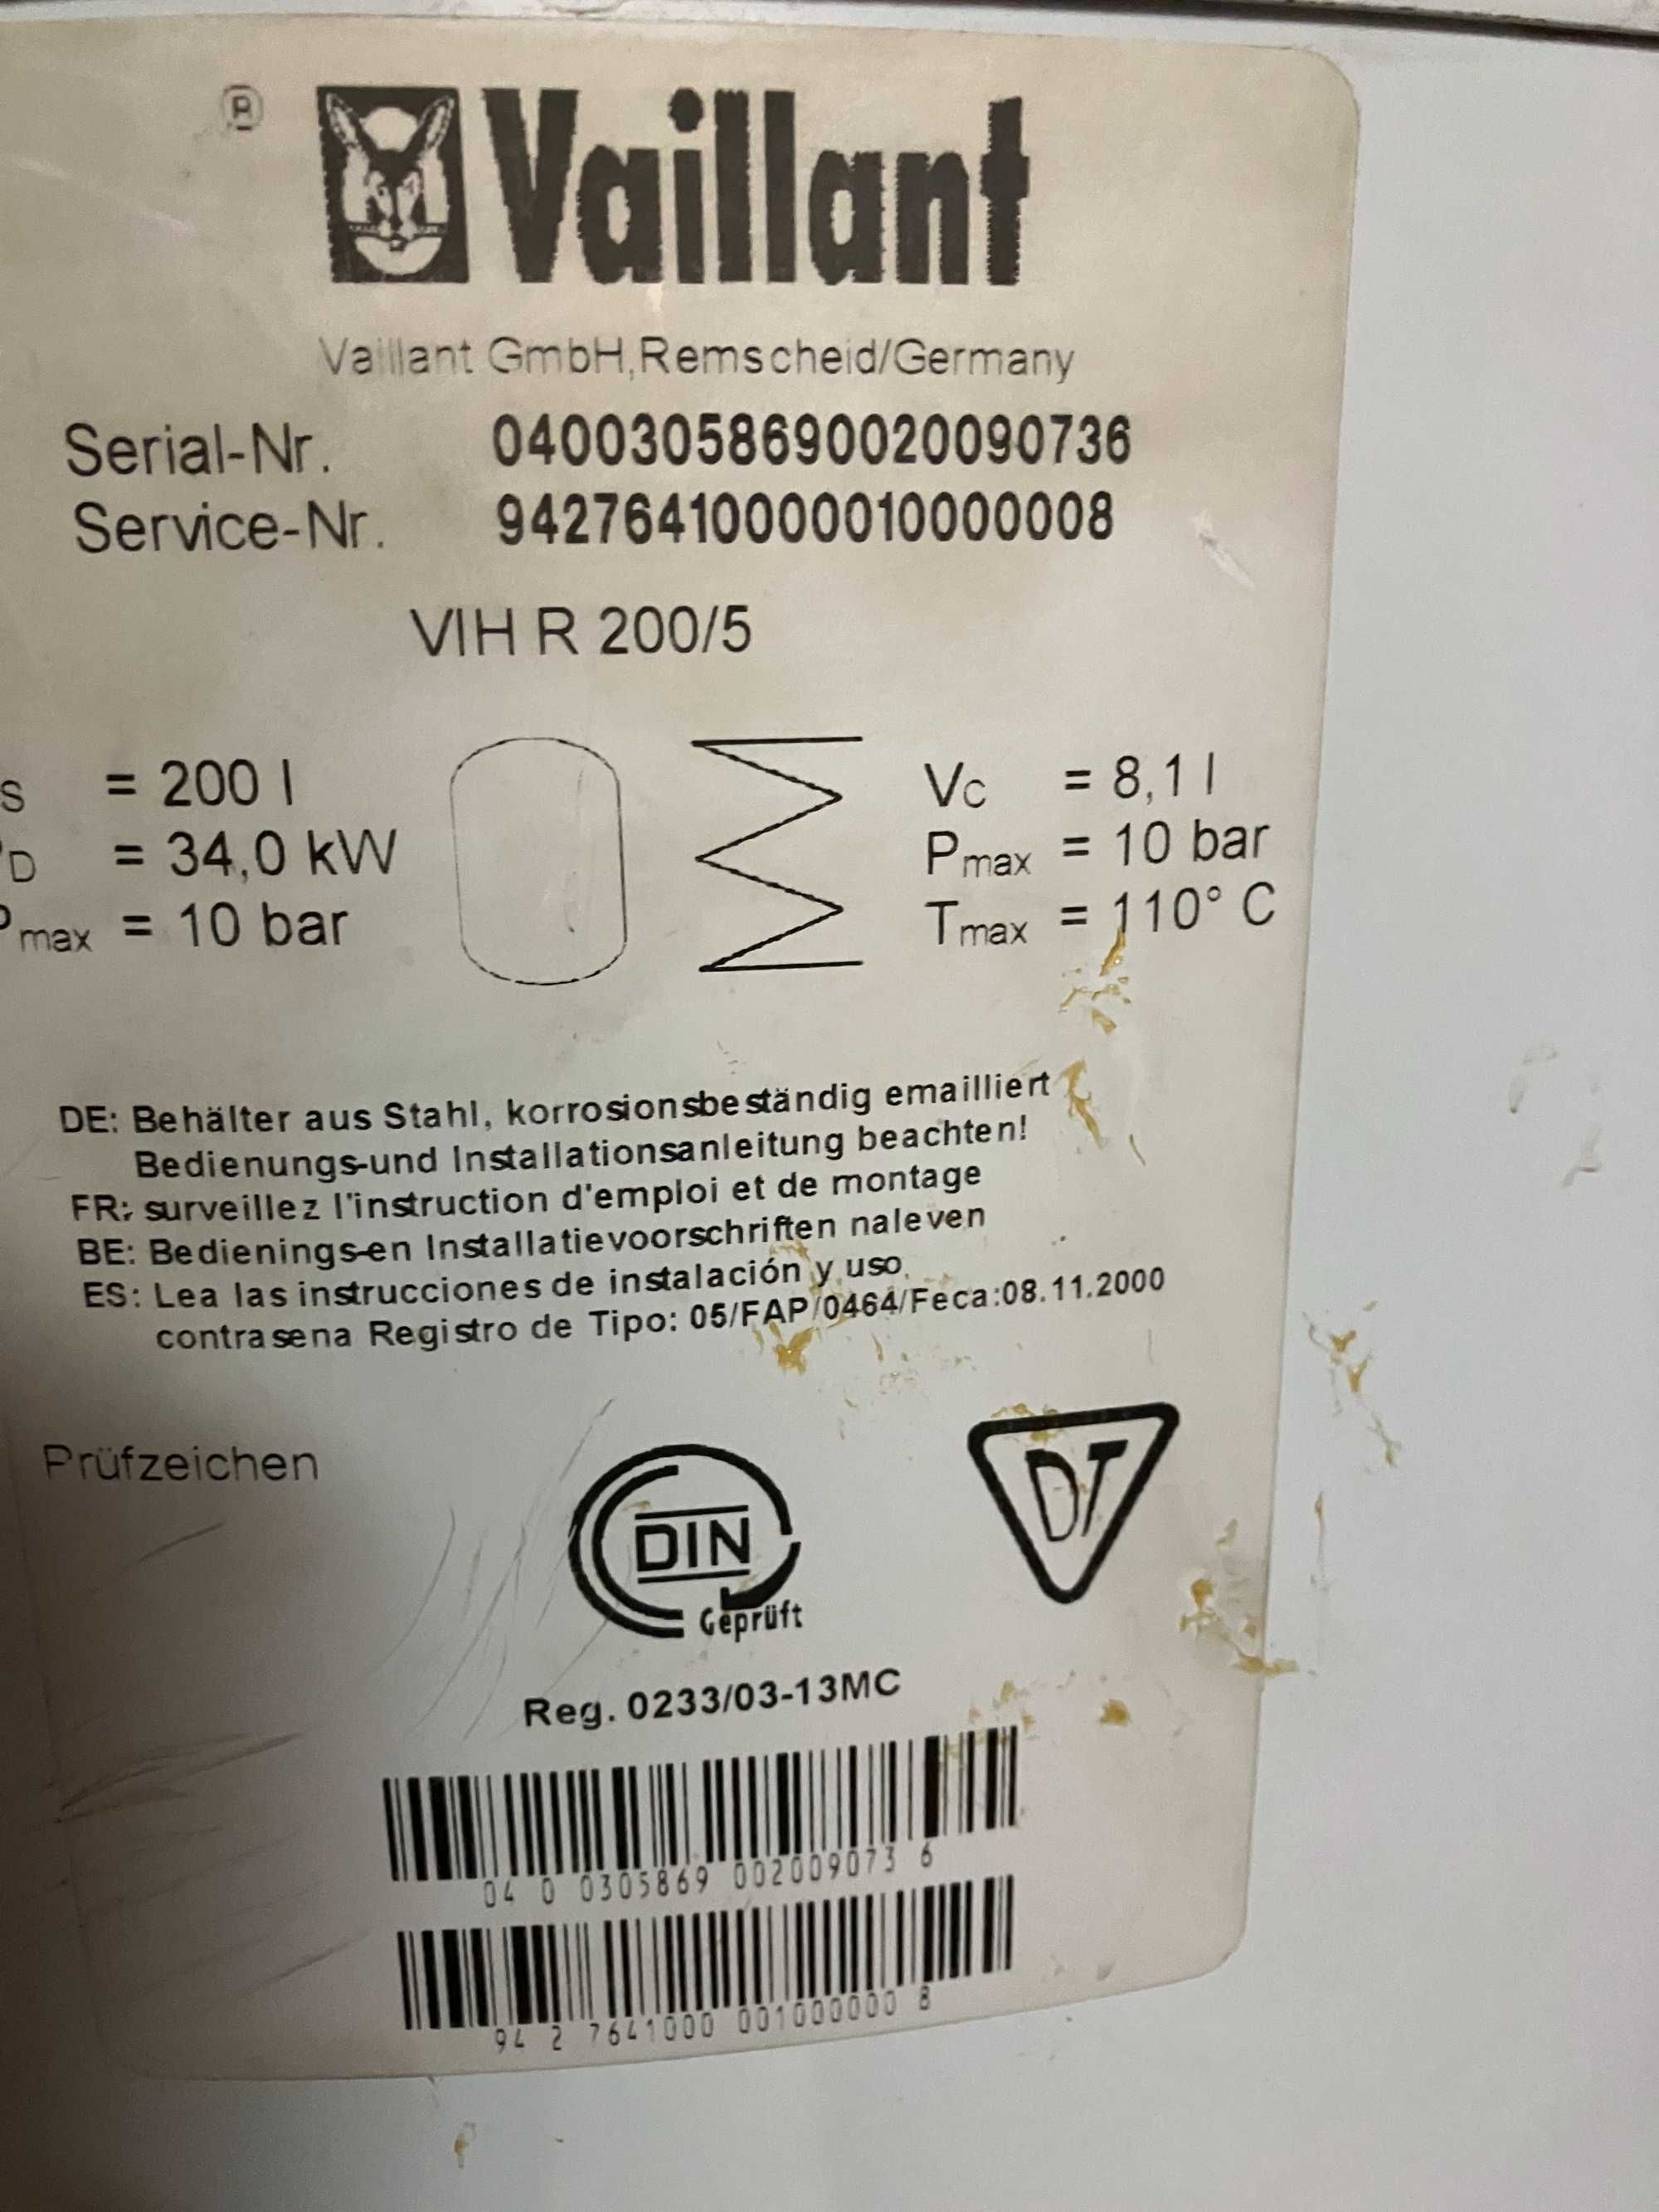 ®
Vaillant
Vaillant GmbH,Remscheid/Germany
Serial-Nr. 04003058690020090736
Service-Nr. 94276410000010000008
VIH R 200/5
S = 200 l
D = 34,0 kW
Pmax = 10 bar
VC = 8,1 l
Pmax = 10 bar
Tmax = 110° C
DE: Behälter aus Stahl, korrosionsbeständig emailliert
Bedienungs-und Installationsanleitung beachten!
FR: surveillez l'instruction d'emploi et de montage
BE: Bedienings-en Installatievoorschriften naleven
ES: Lea las instrucciones de instalación y uso,
contrasena Registro de Tipo: 05/FAP/0464/Feca:08.11.2000
Prüfzeichen
DIN
Geprüft
DT
Reg. 0233/03-13MC
04 0 0305869 002009073 6
94 2 7641000 001000000 8